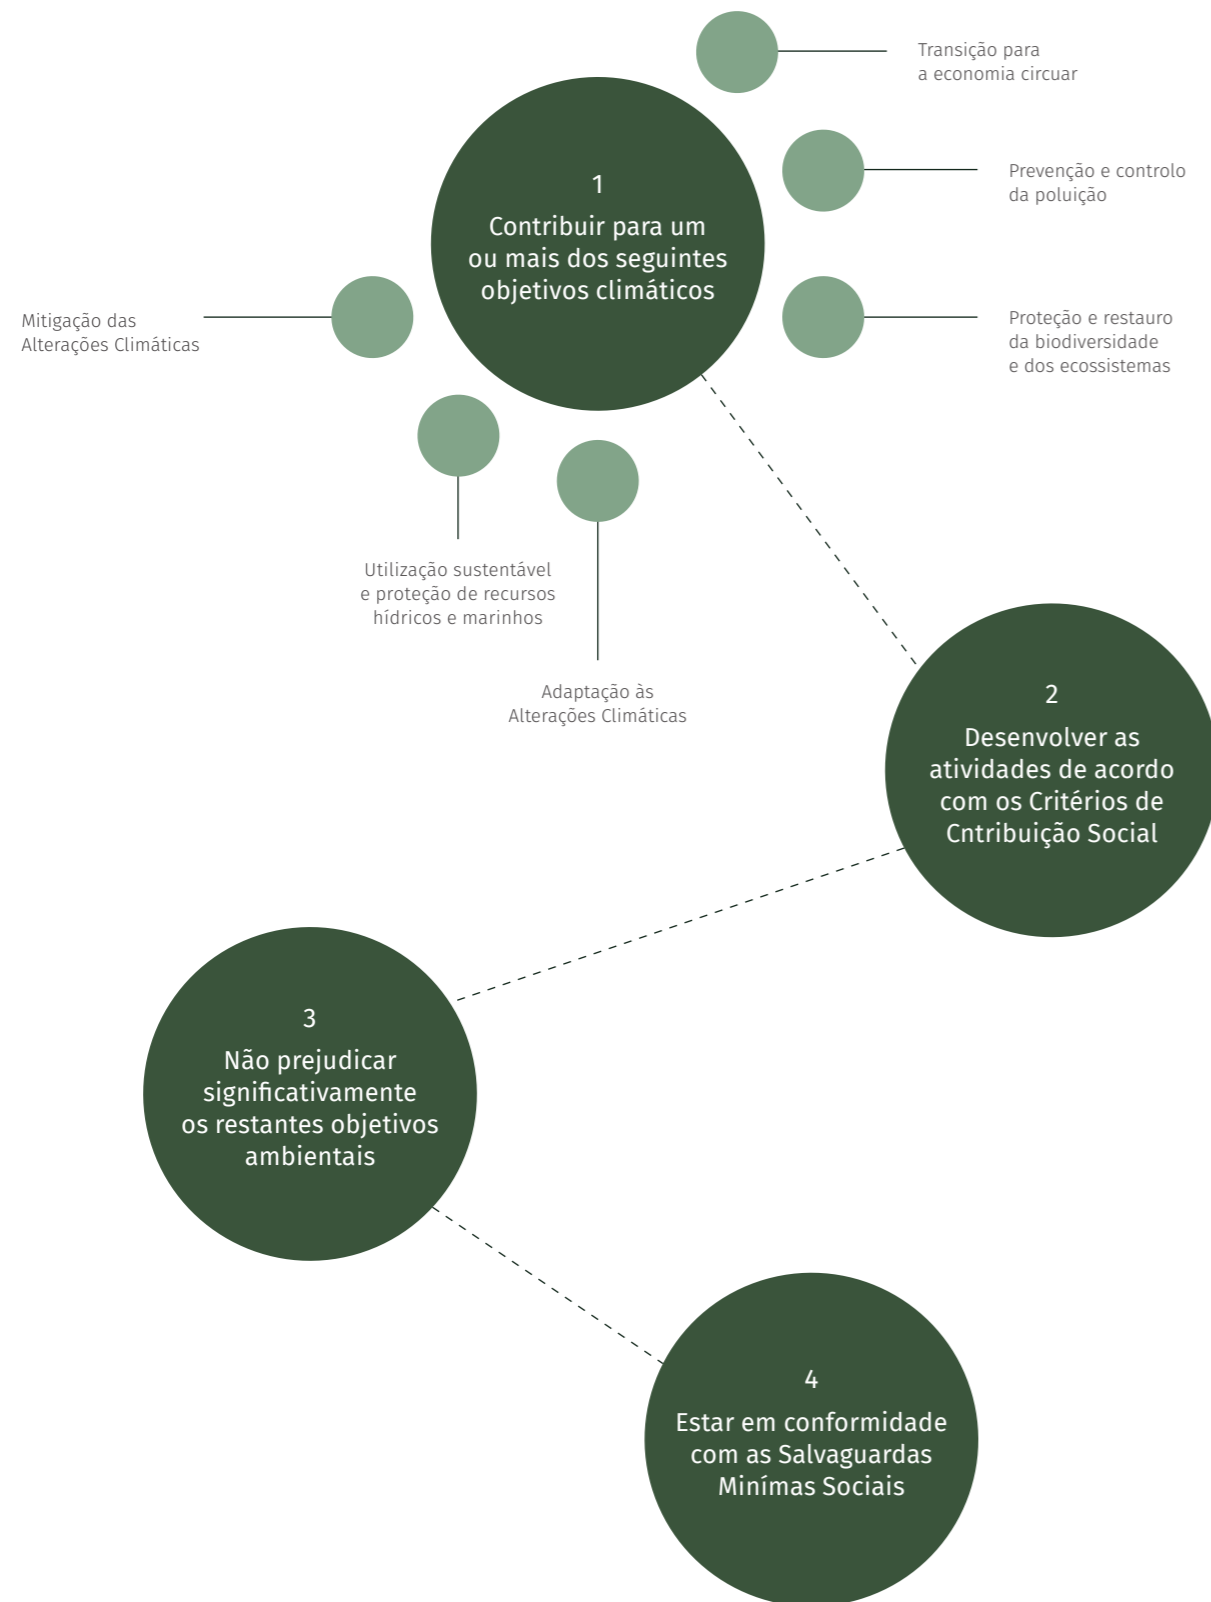 Transição para
a economia circuar
1
Contribuir para um
ou mais dos seguintes
objetivos climáticos
Prevenção e controlo
da poluição
Mitigação das
Alterações Climáticas
Proteção e restauro
da biodiversidade
e dos ecossistemas
Utilização sustentável
e proteção de recursos
hídricos e marinhos
Adaptação às
Alterações Climáticas
2
Desenvolver as
atividades de acordo
com os Critérios de
Cntribuição Social
3
Não prejudicar
significativamente
os restantes objetivos
ambientais
4
Estar em conformidade
com as Salvaguardas
Minímas Sociais